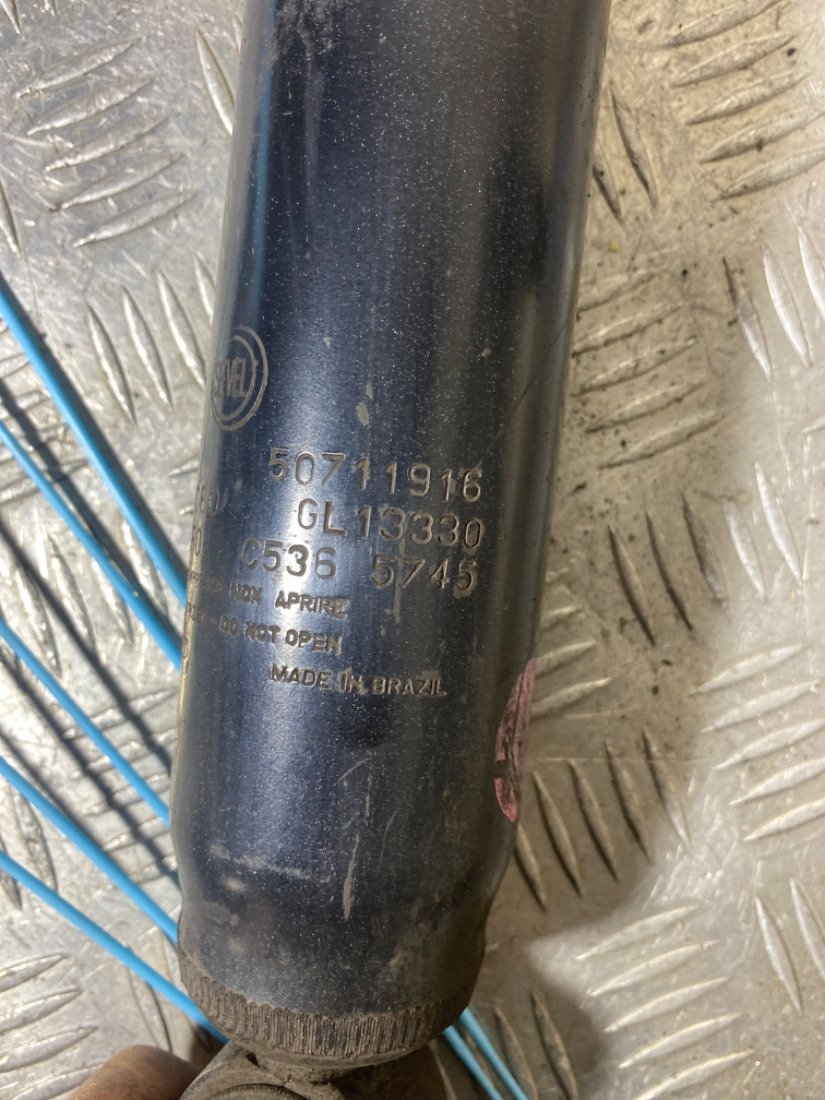 50711916
GL13330
C536 5745
NON APRIRE
DO NOT OPEN
MADE IN BRAZIL